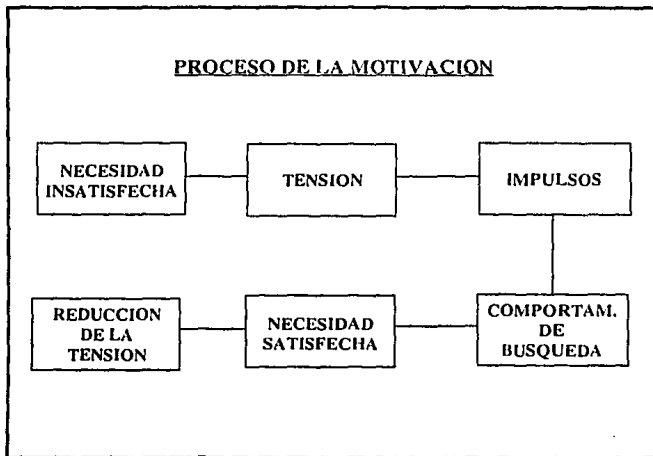 PROCESO DE LA MOTIVACION
NECESIDAD
INSATISFECHA
TENSION
IMPULSOS
REDUCCION
DE LA
TENSION
NECESIDAD
SATISFECHA
COMPORTAM.
DE
BUSQUEDA